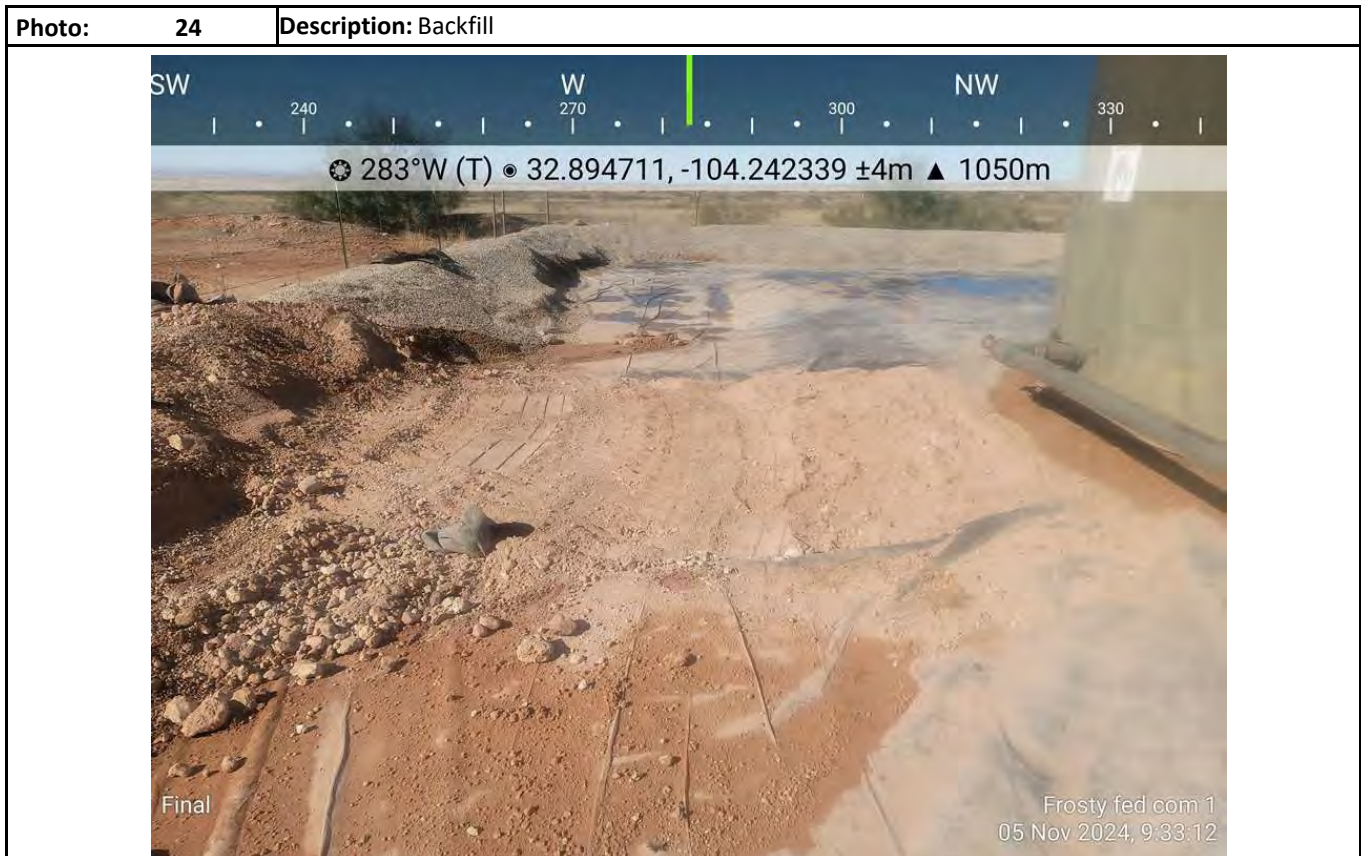 Photo: 24 Description: Backfill
SW W NW
240 270 300 330
283°W (T) 32.894711, -104.242339 ±4m ▲ 1050m
Final
Frosty fed com 1
05 Nov 2024, 9:33:12